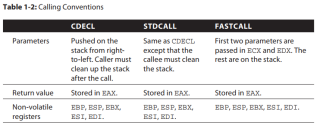 Table 1-2: Calling Conventions
CDECL STDCALL FASTCALL
Parameters Pushed on the Same as CDECL First two parameters are
stack from right- except that the passed in ECX and EDX. The
to-left. Caller must callee must clean rest are on the stack.
clean up the stack the stack.
after the call.
Return value Stored in EAX. Stored in EAX. Stored in EAX.
Non-volatile EBP, ESP, EBX, EBP, ESP, EBX, EBP, ESP, EBX, ESI, EDI.
registers ESI, EDI. ESI, EDI.